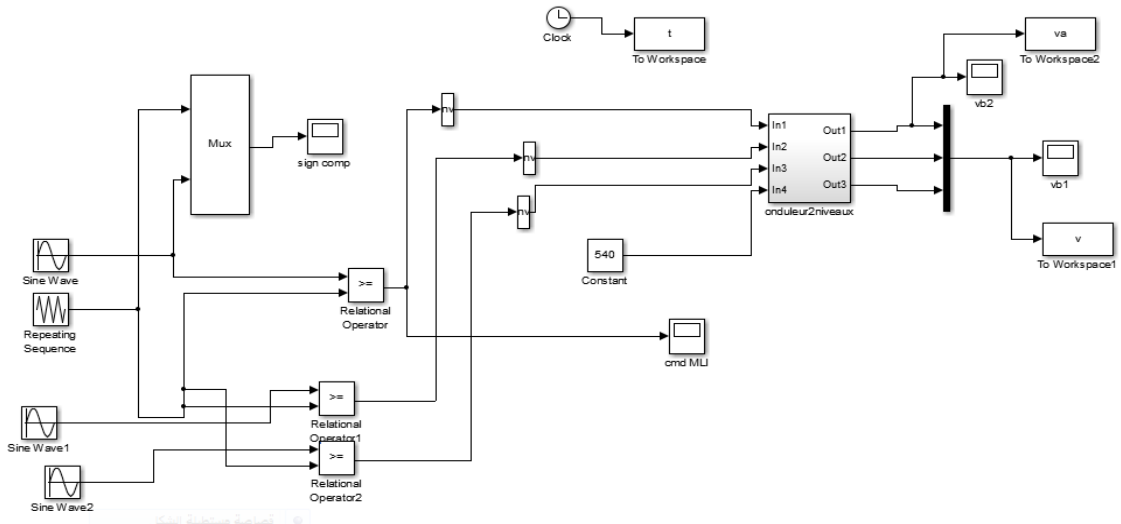 Clock
t
To Workspace
va
To Workspace2
vb2
Mux
sign comp
nv
nv
nv
In1
In2
In3
In4
Out1
Out2
Out3
onduleur2niveaux
vb1
v
To Workspace1
540
Constant
Sine Wave
Repeating
Sequence
>=
Relational
Operator
cmd MLI
>=
Relational
Operator1
Sine Wave1
>=
Relational
Operator2
Sine Wave2